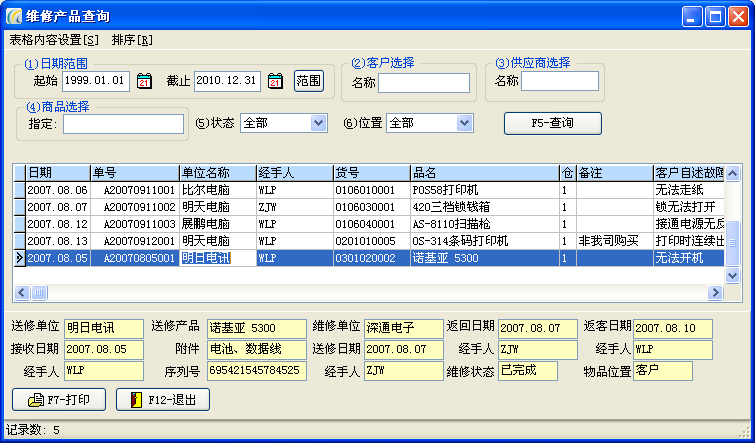 维修产品查询
表格内容设置[S] 排序[R]
(1)日期范围 (2)客户选择 (3)供应商选择
起始 1999.01.01 21 截止 2010.12.31 21 范围 名称 名称
(4)商品选择
指定: (5)状态 全部 (6)位置 全部 F5-查询
日期 单号 单位名称 经手人 货号 品名 仓 备注 客户自述故障
2007.08.06 A20070911001 比尔电脑 WLP 0106010001 POS58打印机 1 无法走纸
2007.08.07 A20070911002 明天电脑 ZJW 0106030001 420三档锁钱箱 1 锁无法打开
2007.08.12 A20070911003 展鹏电脑 WLP 0106040001 AS-8110扫描枪 1 接通电源无反
2007.08.13 A20070912001 明天电脑 WLP 0201010005 OS-314条码打印机 1 非我司购买 打印时连续出
2007.08.05 A20070805001 明日电讯 WLP 0301020002 诺基亚 5300 1 无法开机
送修单位 明日电讯 送修产品 诺基亚 5300 维修单位 深通电子 返回日期 2007.08.07 返客日期 2007.08.10
接收日期 2007.08.05 附件 电池、数据线 送修日期 2007.08.07 经手人 ZJW 经手人 WLP
经手人 WLP 序列号 695421545784525 经手人 ZJW 维修状态 已完成 物品位置 客户
F7-打印 F12-退出
记录数: 5